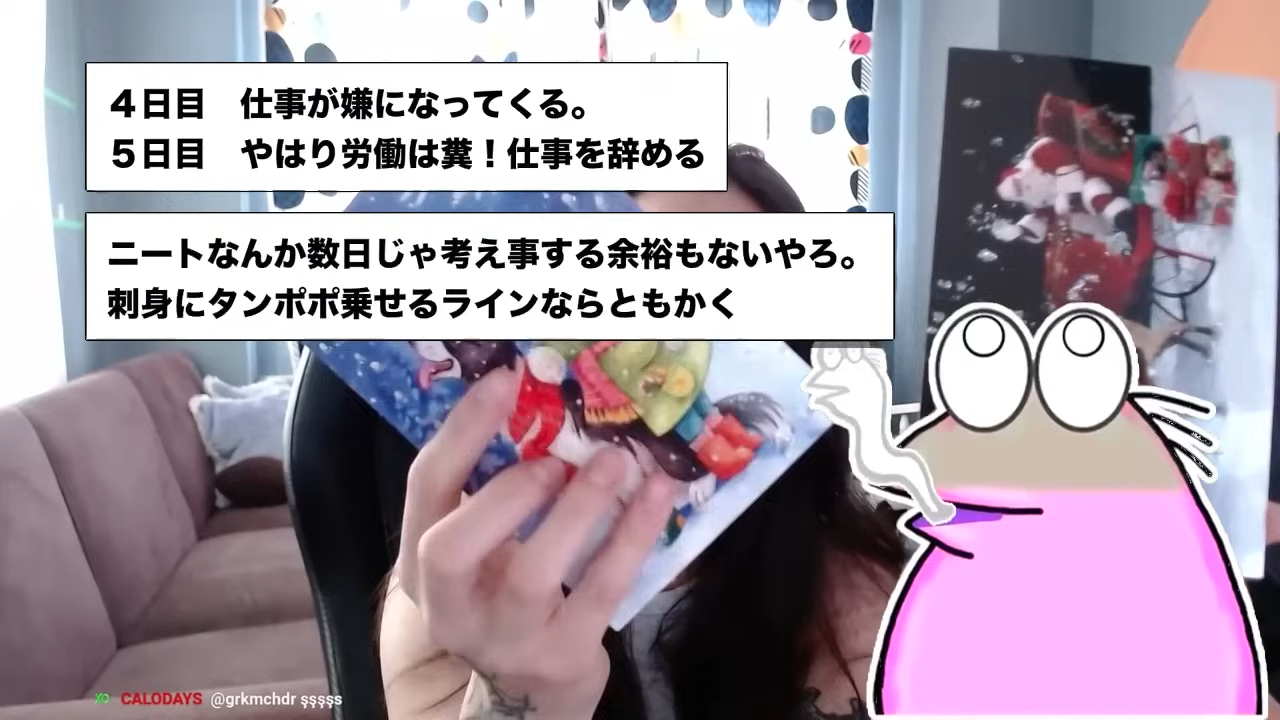 ４日目　仕事が嫌になってくる。
５日目　やはり労働は糞！仕事を辞める
ニートなんか数日じゃ考え事する余裕もないやろ。
刺身にタンポポ乗せるラインならともかく
XO CALODAYS @grkmchdr şşşşş